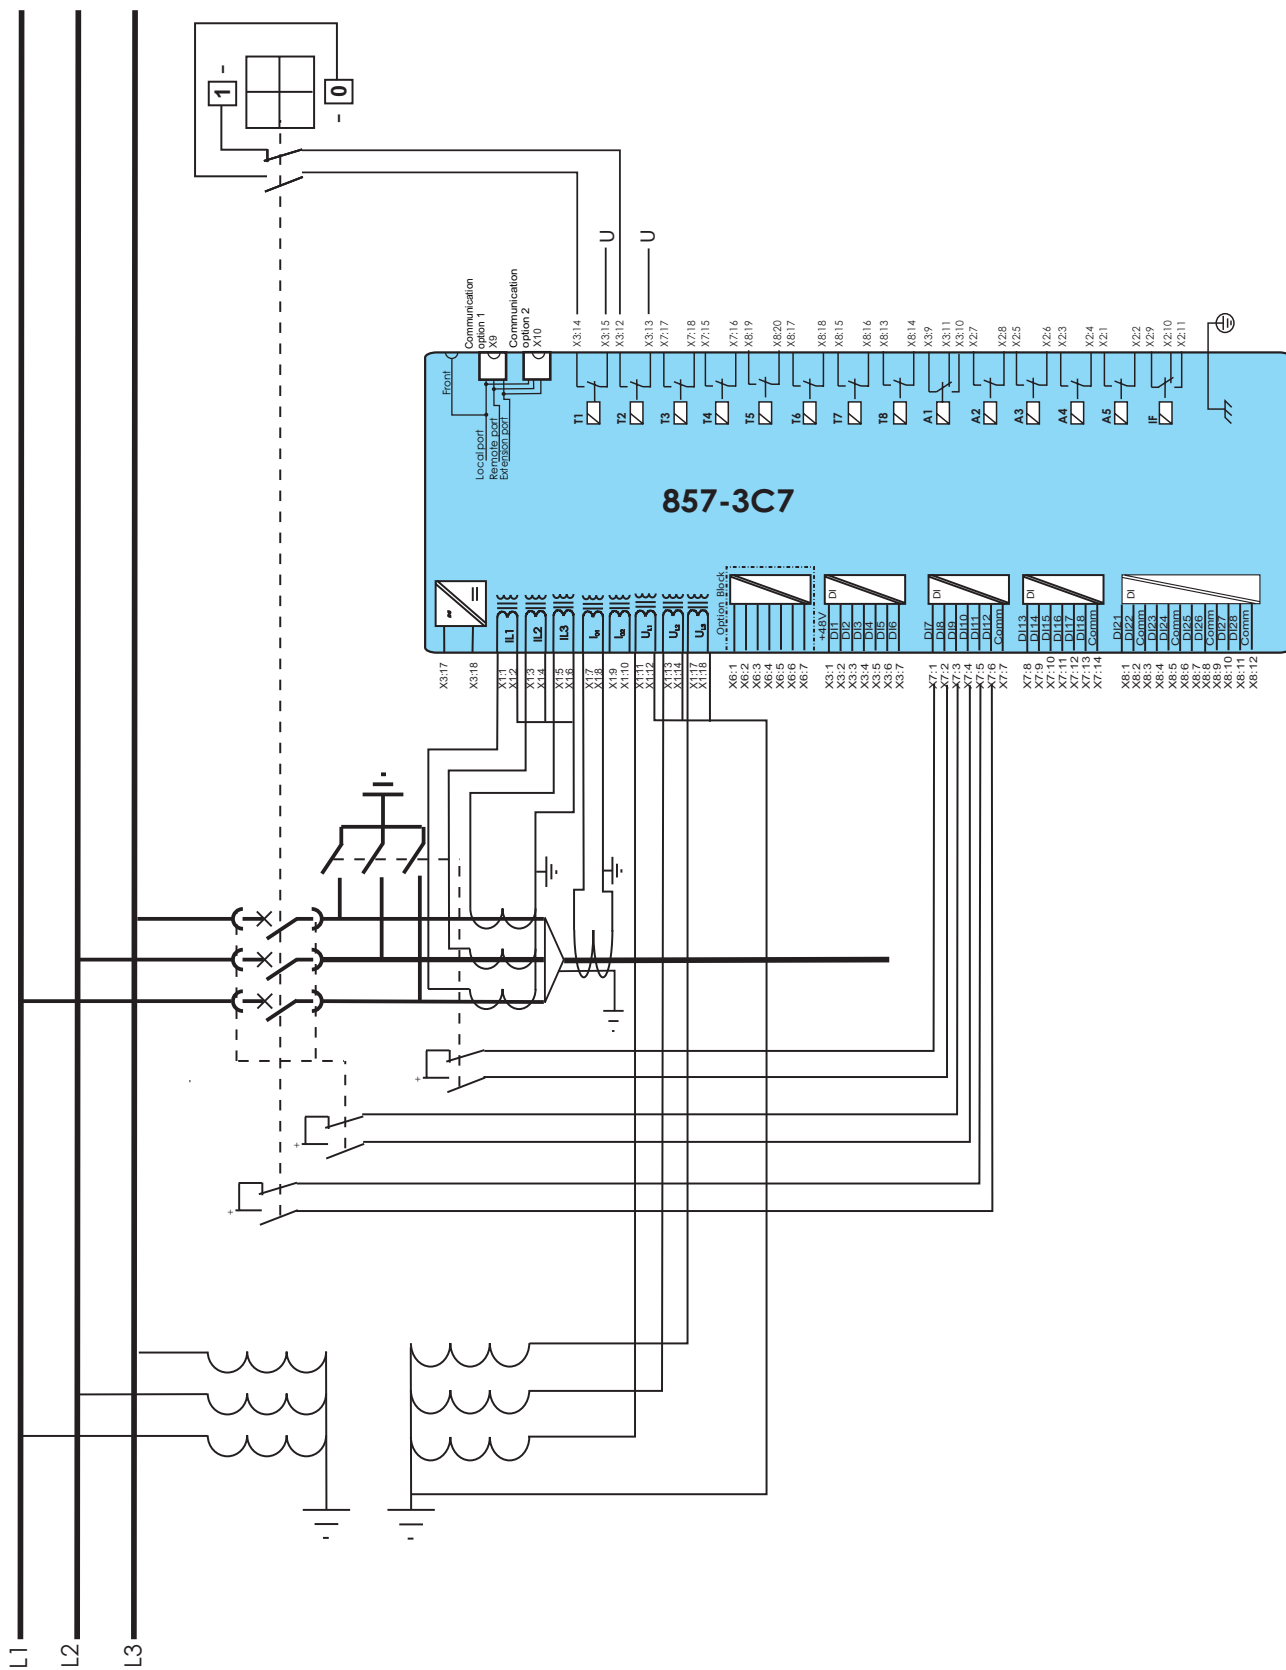 L1
L2
L3
1
-
0
-
U
U
Communication
option 1
X9
Communication
option 2
X10
Front
Local port
Remote port
Extension port
X3:14
X3:15
X3:12
X3:13
X7:17
X7:18
X7:15
X7:16
X8:19
X8:20
X8:17
X8:18
X8:15
X8:16
X8:13
X8:14
X3:9
X3:11
X3:10
X2:7
X2:8
X2:5
X2:6
X2:3
X2:4
X2:1
X2:2
X2:9
X2:10
X2:11
T1
T2
T3
T4
T5
T6
T7
T8
A1
A2
A3
A4
A5
IF
857-3C7
IL1
IL2
IL3
I01
I02
UL1
UL2
UL3
Option Block
+48V
DI
DI1
DI2
DI3
DI4
DI5
DI6
DI
DI7
DI8
DI9
DI10
DI11
DI12
Comm
DI
DI13
DI14
DI15
DI16
DI17
DI18
Comm
DI
DI21
DI22
Comm
DI23
DI24
Comm
DI25
DI26
Comm
DI27
DI28
Comm
X3:17
X3:18
X1:1
X1:2
X1:3
X1:4
X1:5
X1:6
X1:7
X1:8
X1:9
X1:10
X1:11
X1:12
X1:13
X1:14
X1:17
X1:18
X6:1
X6:2
X6:3
X6:4
X6:5
X6:6
X6:7
X3:1
X3:2
X3:3
X3:4
X3:5
X3:6
X3:7
X7:1
X7:2
X7:3
X7:4
X7:5
X7:6
X7:7
X7:8
X7:9
X7:10
X7:11
X7:12
X7:13
X7:14
X8:1
X8:2
X8:3
X8:4
X8:5
X8:6
X8:7
X8:8
X8:9
X8:10
X8:11
X8:12
+
+
+